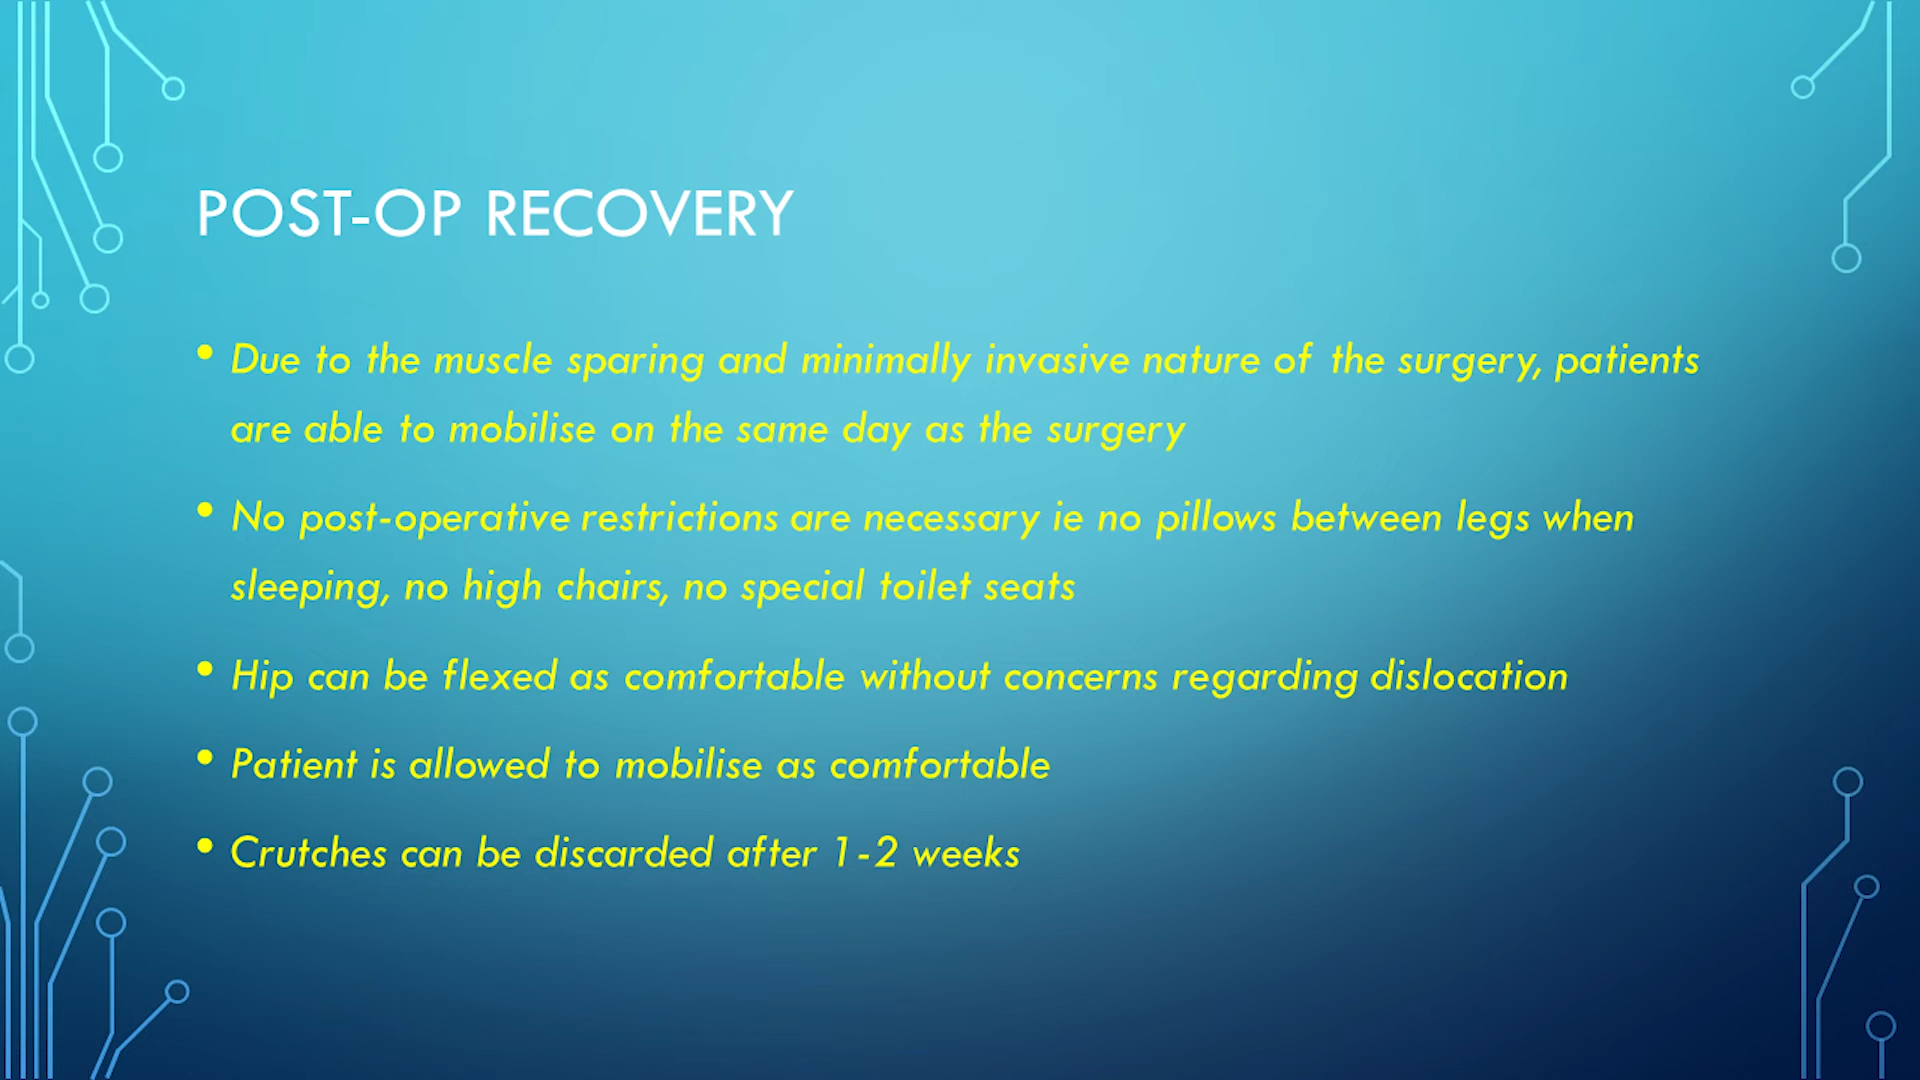 POST-OP RECOVERY
• Due to the muscle sparing and minimally invasive nature of the surgery, patients
are able to mobilise on the same day as the surgery
• No post-operative restrictions are necessary ie no pillows between legs when
sleeping, no high chairs, no special toilet seats
• Hip can be flexed as comfortable without concerns regarding dislocation
• Patient is allowed to mobilise as comfortable
• Crutches can be discarded after 1-2 weeks